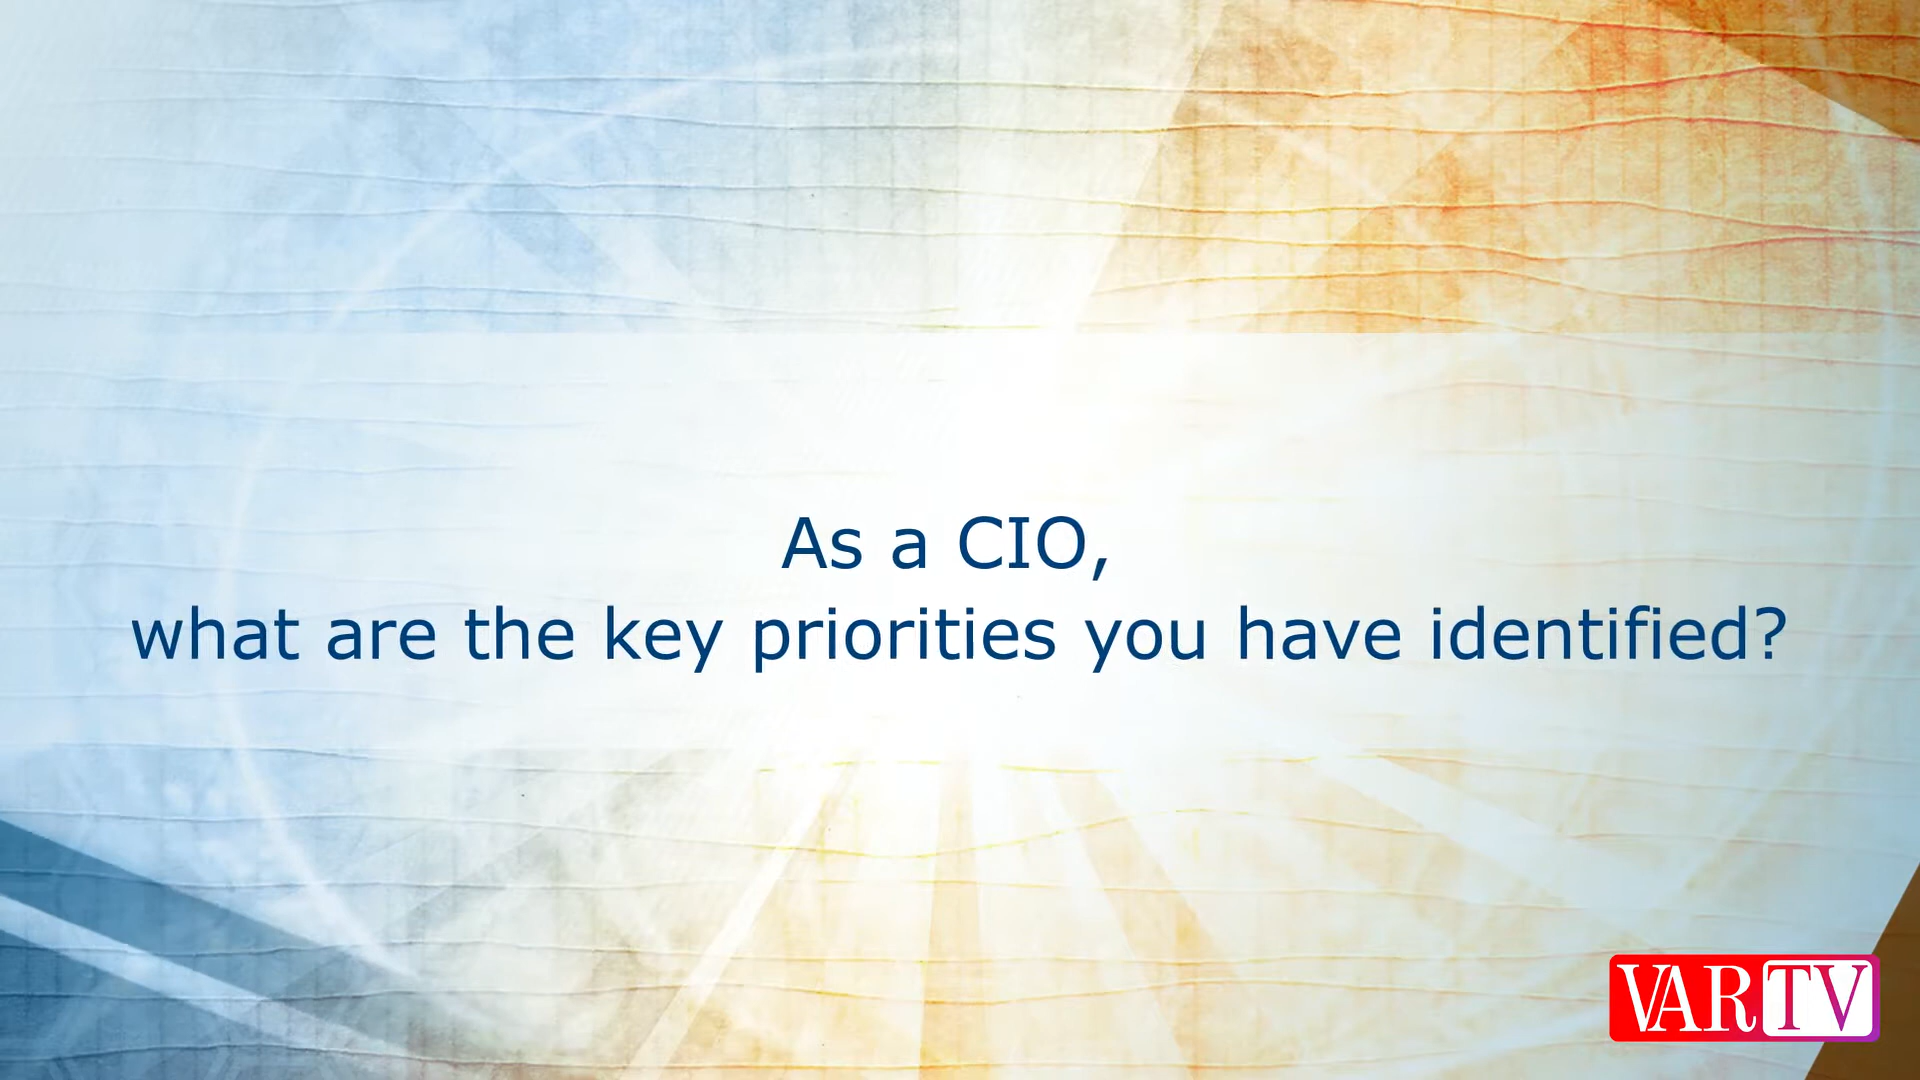 As a CIO,
what are the key priorities you have identified?
VARTV